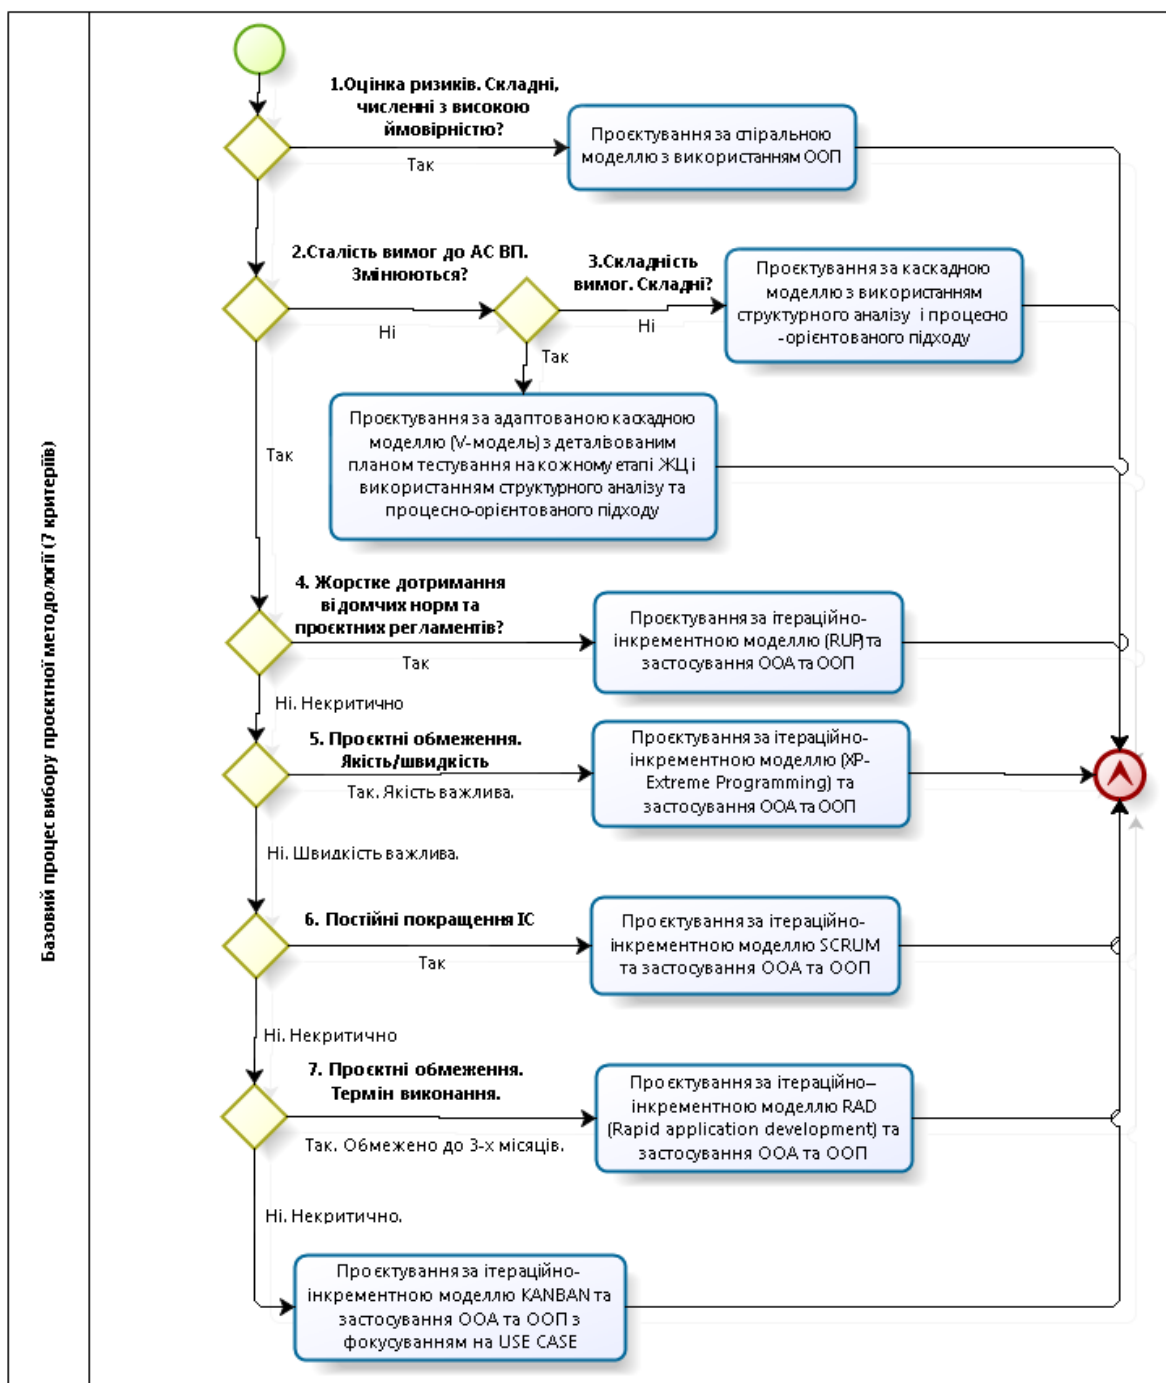 Базовий процес вибору проєктної методології (7 критеріїв)
1.Оцінка ризиків. Складні,
численні з високою
ймовірністю?
Так
Проєктування за спіральною
моделлю з використанням ООП
2.Сталість вимог до АС ВП.
Змінюються?
Ні
3.Складність
вимог. Складні?
Ні
Проєктування за каскадною
моделлю з використанням
структурного аналізу і процесно
-орієнтованого підходу
Так
Проєктування за адаптованою каскадною
моделлю (V-модель) з деталізованим
планом тестування на кожному етапі ЖЦ і
використанням структурного аналізу та
процесно-орієнтованого підходу
Так
4. Жорстке дотримання
відомчих норм та
проєктних регламентів?
Так
Проєктування за ітераційно-
інкрементною моделлю (RUP) та
застосування ООА та ООП
Ні. Некритично
5. Проєктні обмеження.
Якість/швидкість
Так. Якість важлива.
Проєктування за ітераційно-
інкрементною моделлю (XP-
Extreme Programming) та
застосування ООА та ООП
Ні. Швидкість важлива.
6. Постійні покращення ІС
Так
Проєктування за ітераційно-
інкрементною моделлю SCRUM
та застосування ООА та ООП
Ні. Некритично
7. Проєктні обмеження.
Термін виконання.
Так. Обмежено до 3-х місяців.
Проєктування за ітераційно–
інкрементною моделлю RAD
(Rapid application development) та
застосування ООА та ООП
Ні. Некритично.
Проєктування за ітераційно-
інкрементною моделлю KANBAN та
застосування ООА та ООП з
фокусуванням на USE CASE